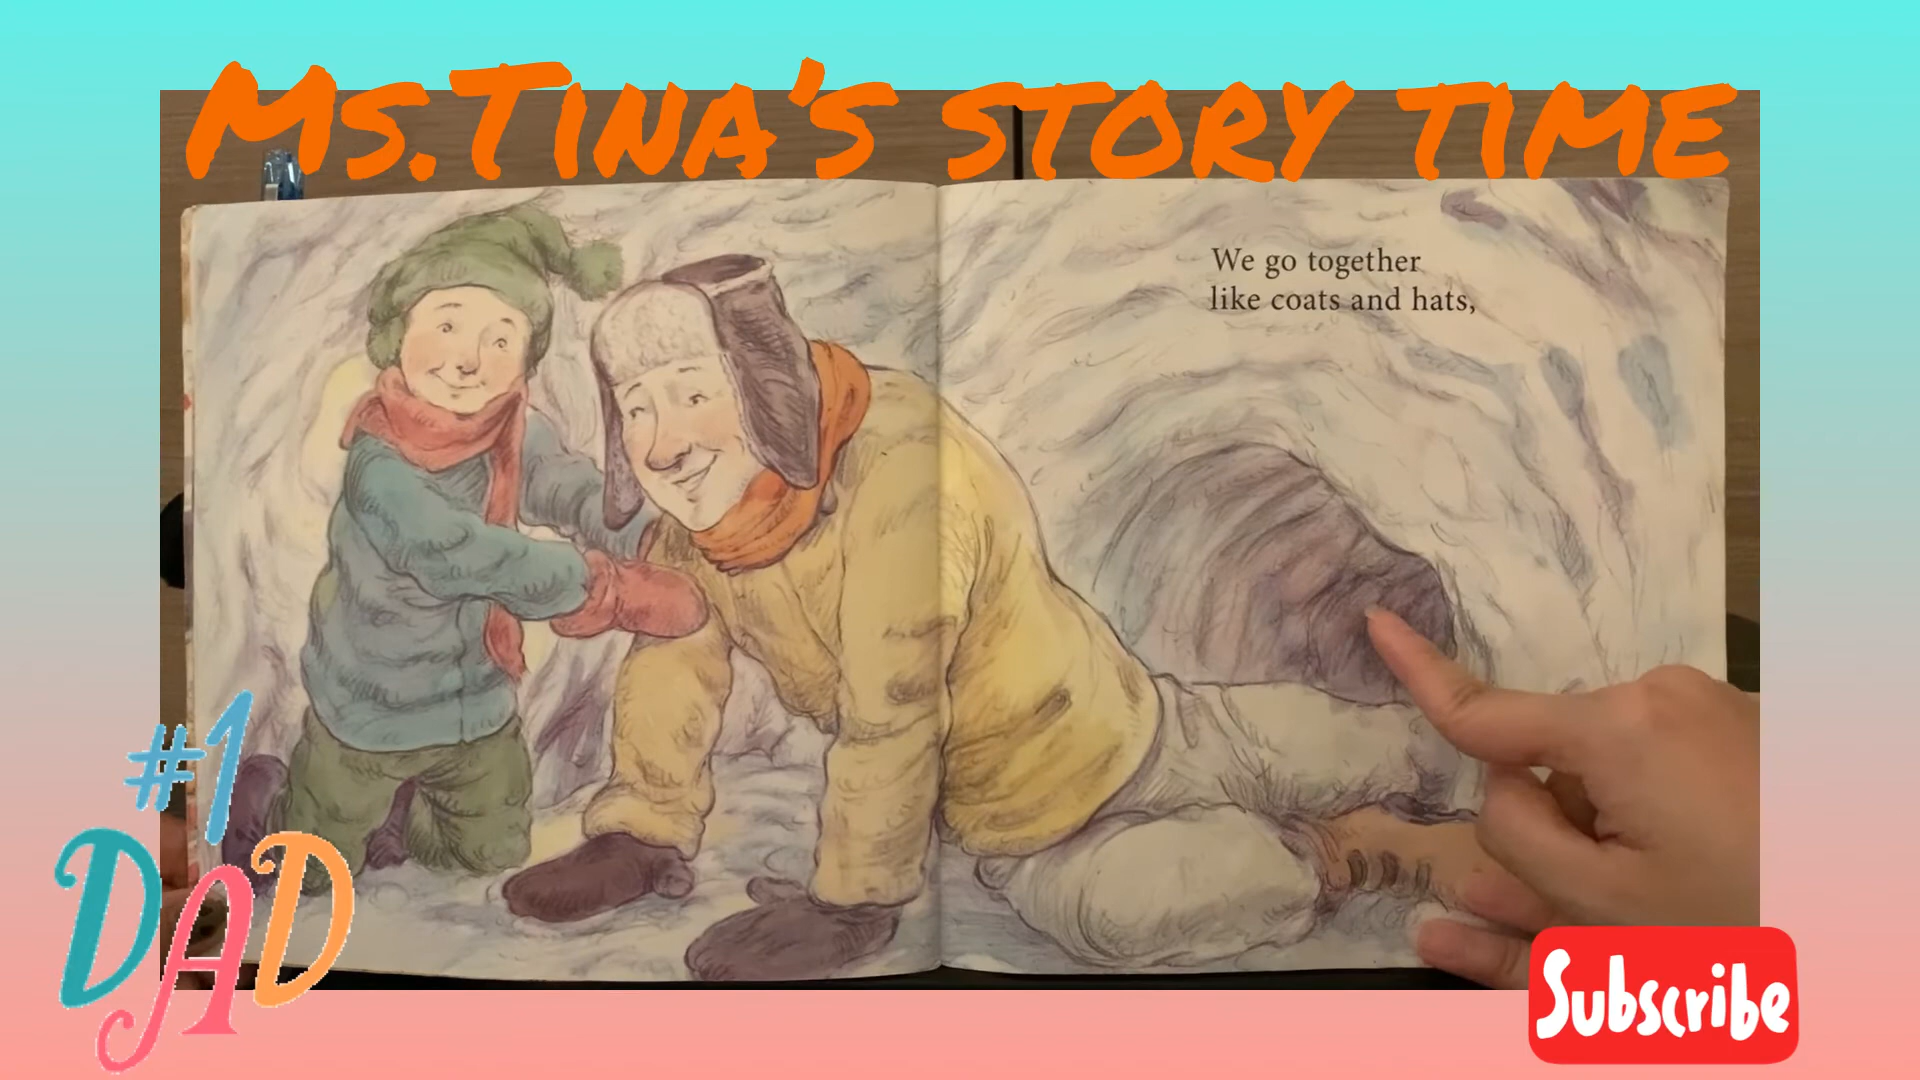 Ms.Tina's story time
We go together
like coats and hats,
#1
DAD
Subscribe